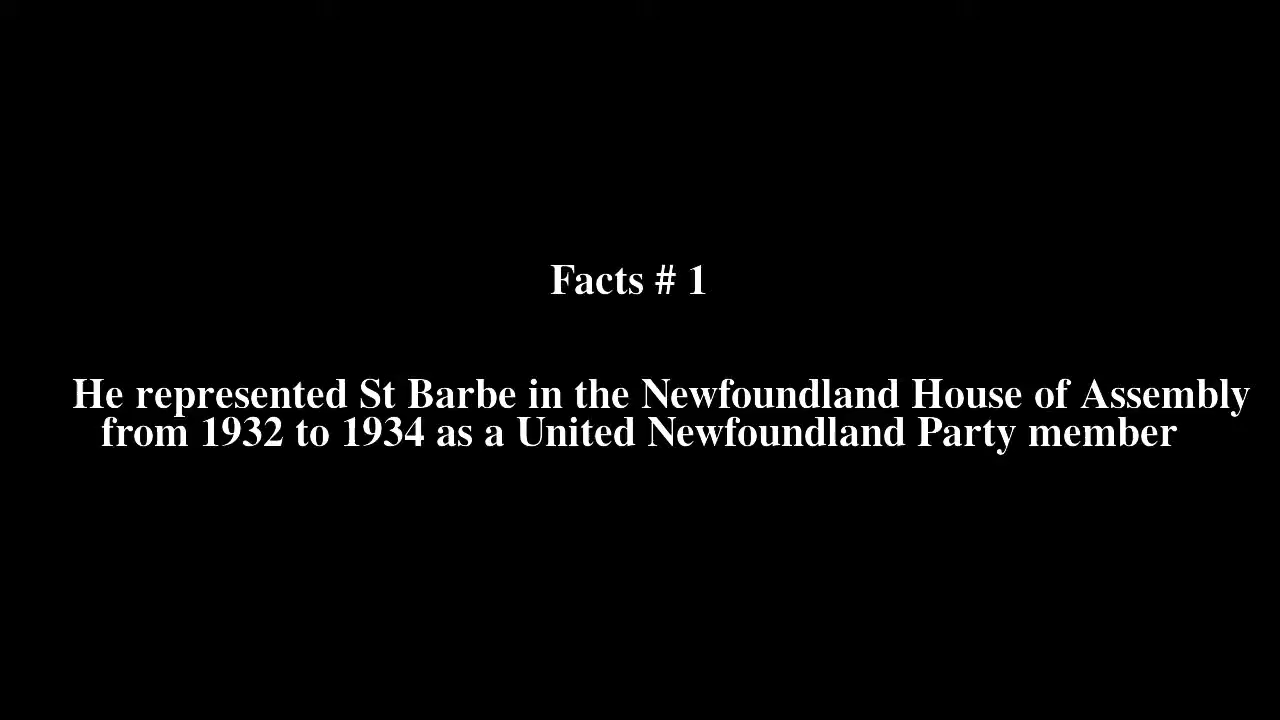 Facts # 1
He represented St Barbe in the Newfoundland House of Assembly
from 1932 to 1934 as a United Newfoundland Party member